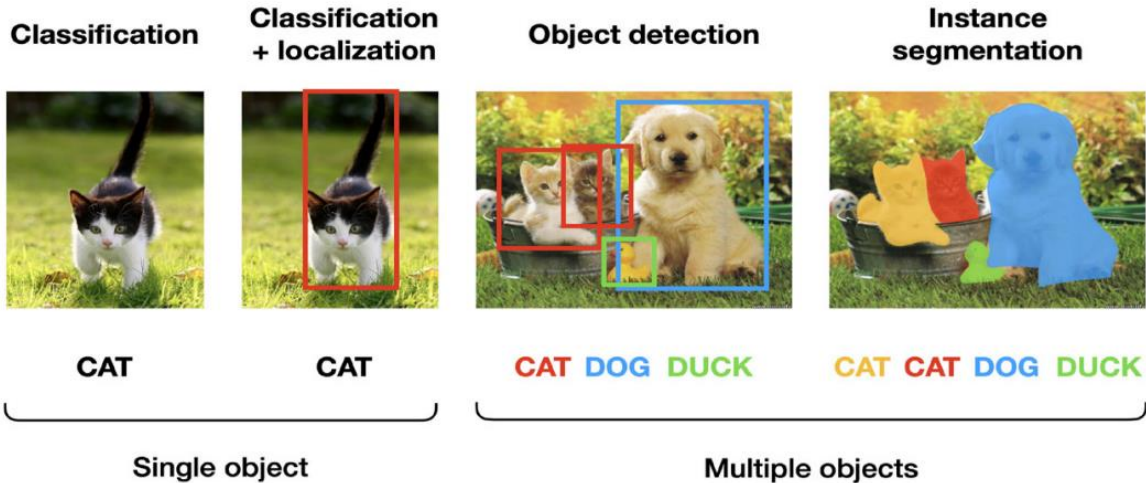 Classification
Classification
+ localization
Object detection
Instance
segmentation
CAT
CAT
CAT DOG DUCK
CAT CAT DOG DUCK
Single object
Multiple objects